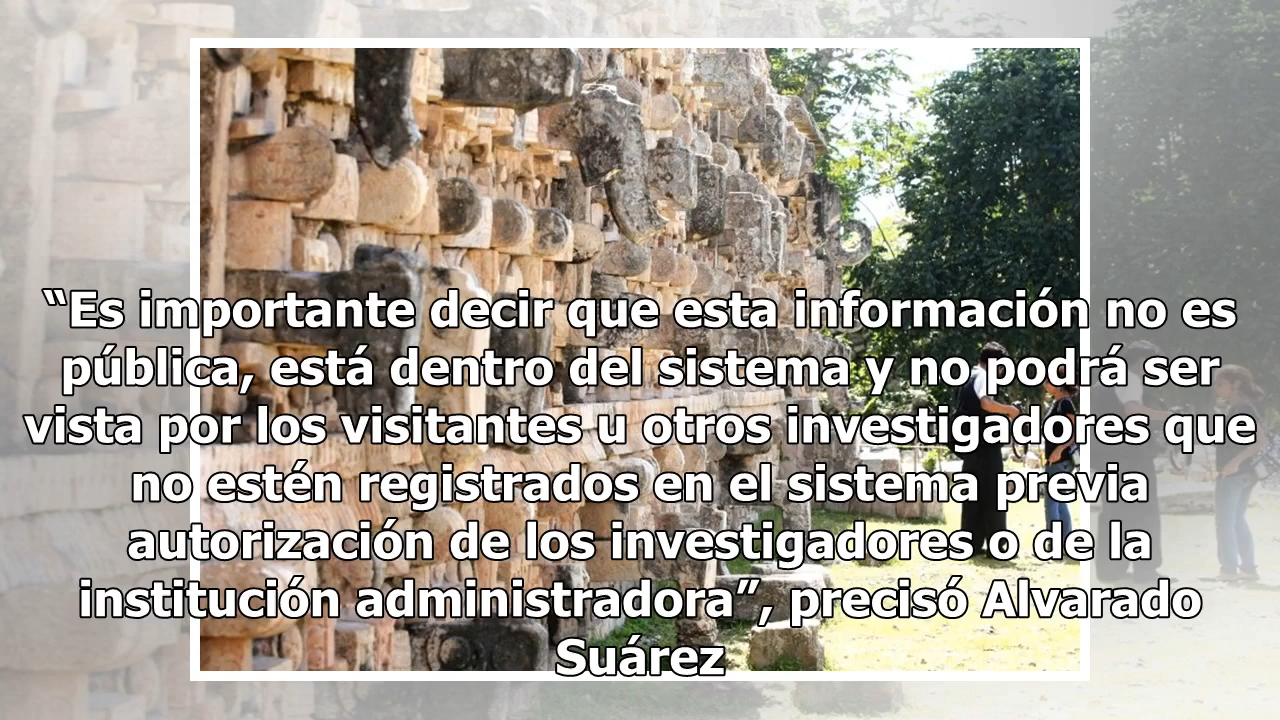 “Es importante decir que esta información no es
pública, está dentro del sistema y no podrá ser
vista por los visitantes u otros investigadores que
no estén registrados en el sistema previa
autorización de los investigadores o de la
institución administradora”, precisó Alvarado
Suárez